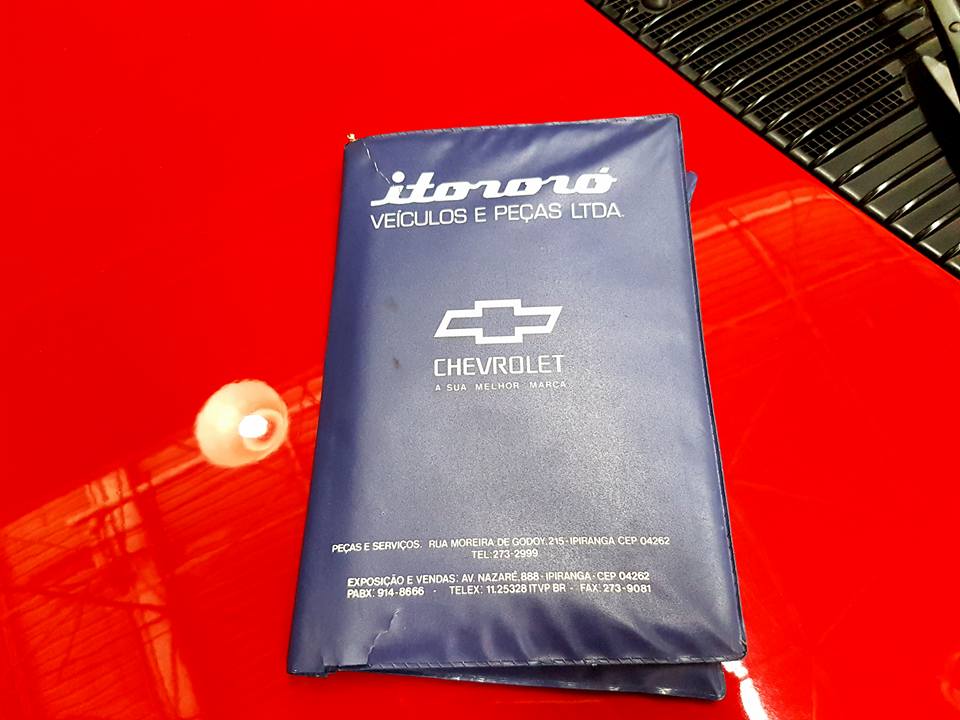 itororó
VEÍCULOS E PEÇAS LTDA.
CHEVROLET
A SUA MELHOR MARCA
PEÇAS E SERVIÇOS. RUA MOREIRA DE GODOY, 215 - IPIRANGA CEP 04262
TEL: 273-2999
EXPOSIÇÃO E VENDAS: AV. NAZARÉ, 888 - IPIRANGA - CEP 04262
PABX: 914-8666 - TELEX: 11.25328 ITVP BR - FAX: 273-9081